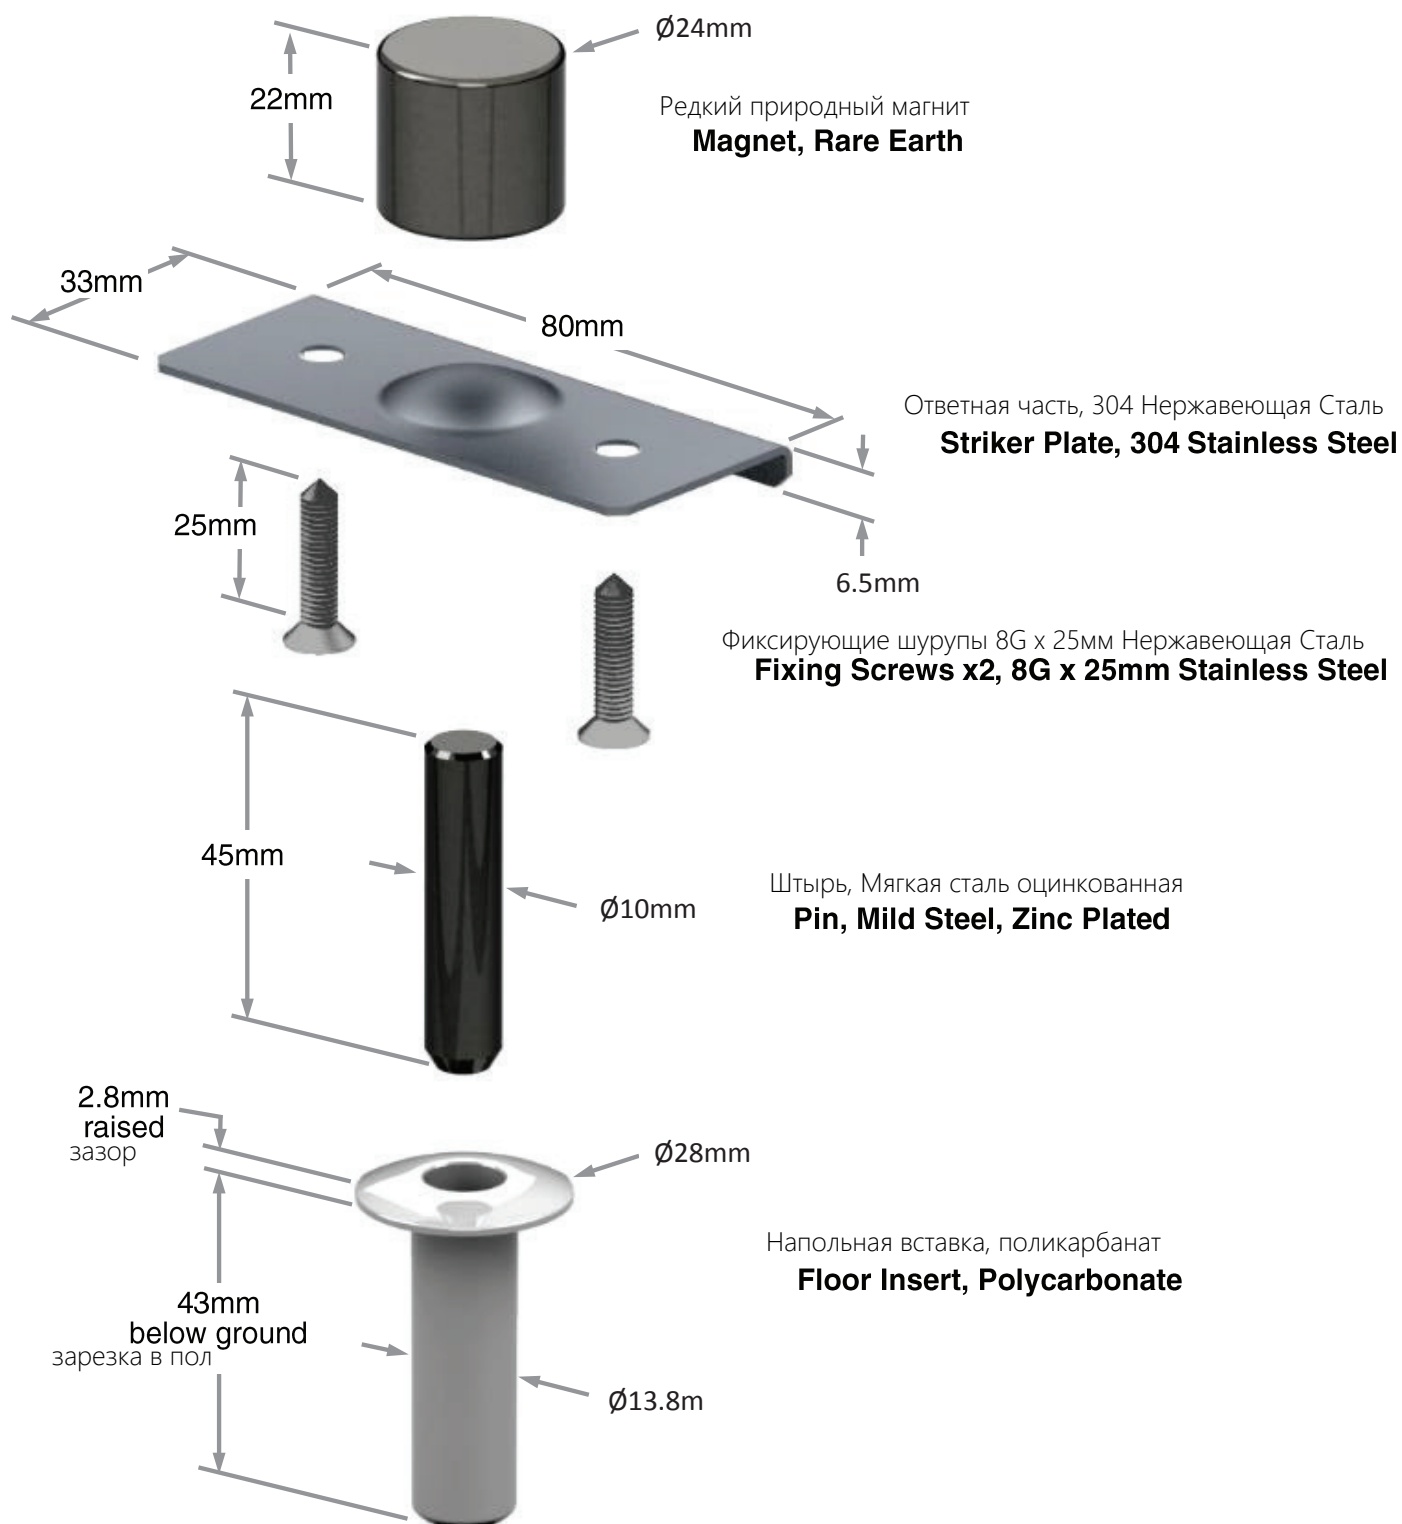 Ø24mm
22mm
Редкий природный магнит
Magnet, Rare Earth
33mm
80mm
Ответная часть, 304 Нержавеющая Сталь
Striker Plate, 304 Stainless Steel
25mm
6.5mm
Фиксирующие шурупы 8G x 25мм Нержавеющая Сталь
Fixing Screws x2, 8G x 25mm Stainless Steel
45mm
Ø10mm
Штырь, Мягкая сталь оцинкованная
Pin, Mild Steel, Zinc Plated
2.8mm
raised
зазор
Ø28mm
Напольная вставка, поликарбанат
Floor Insert, Polycarbonate
43mm
below ground
зарезка в пол
Ø13.8m